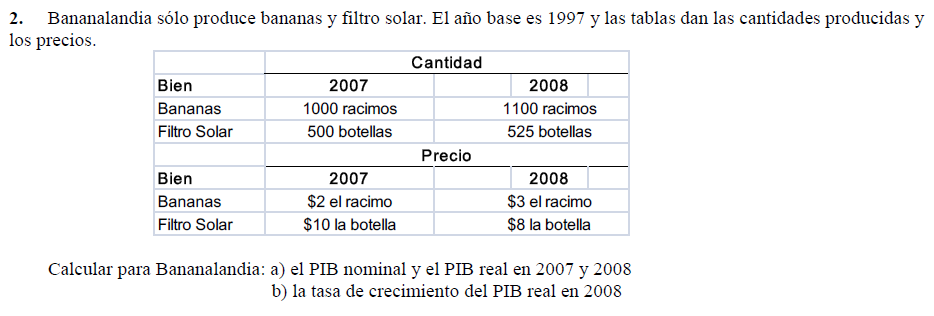 2. Bananalandia sólo produce bananas y filtro solar. El año base es 1997 y las tablas dan las cantidades producidas y
los precios.
Cantidad
Bien 2007 2008
Bananas 1000 racimos 1100 racimos
Filtro Solar 500 botellas 525 botellas
Precio
Bien 2007 2008
Bananas $2 el racimo $3 el racimo
Filtro Solar $10 la botella $8 la botella
Calcular para Bananalandia: a) el PIB nominal y el PIB real en 2007 y 2008
b) la tasa de crecimiento del PIB real en 2008